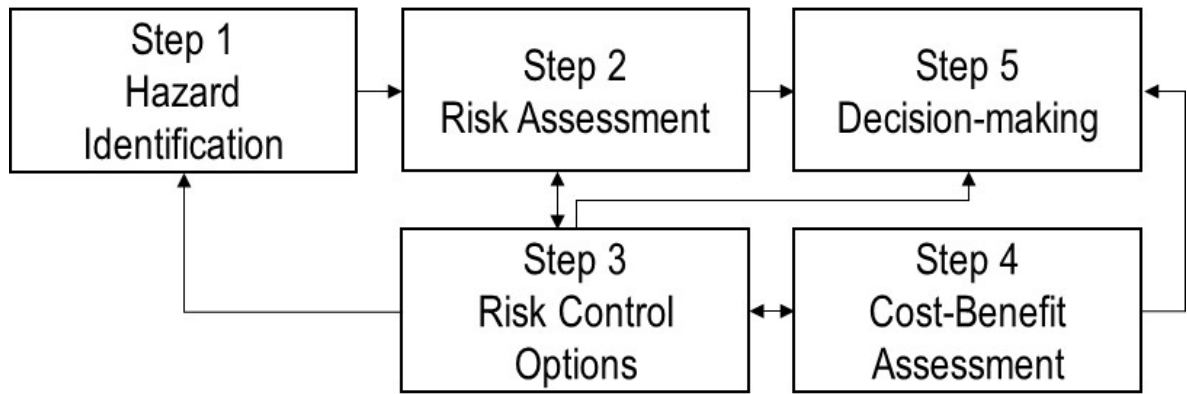 Step 1
Hazard
Identification
Step 2
Risk Assessment
Step 5
Decision-making
Step 3
Risk Control
Options
Step 4
Cost-Benefit
Assessment